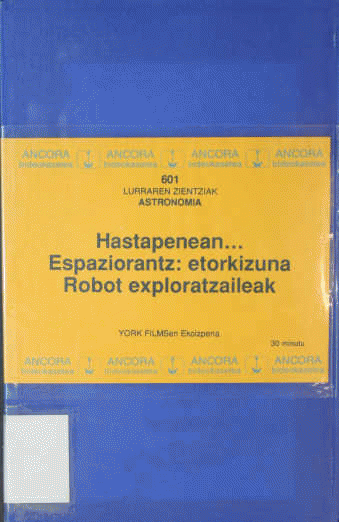 ANCORA ANCORA ANCORA ANCORA
bideokasetea bideokasetea bideokasetea bideokasetea
601
LURRAREN ZIENTZIAK
ASTRONOMIA
Hastapenean...
Espaziorantz: etorkizuna
Robot exploratzaileak
YORK FILMSen Ekoizpena
30 minutu
ANCORA ANCORA ANCORA ANCORA
bideokasetea bideokasetea bideokasetea bideokasetea